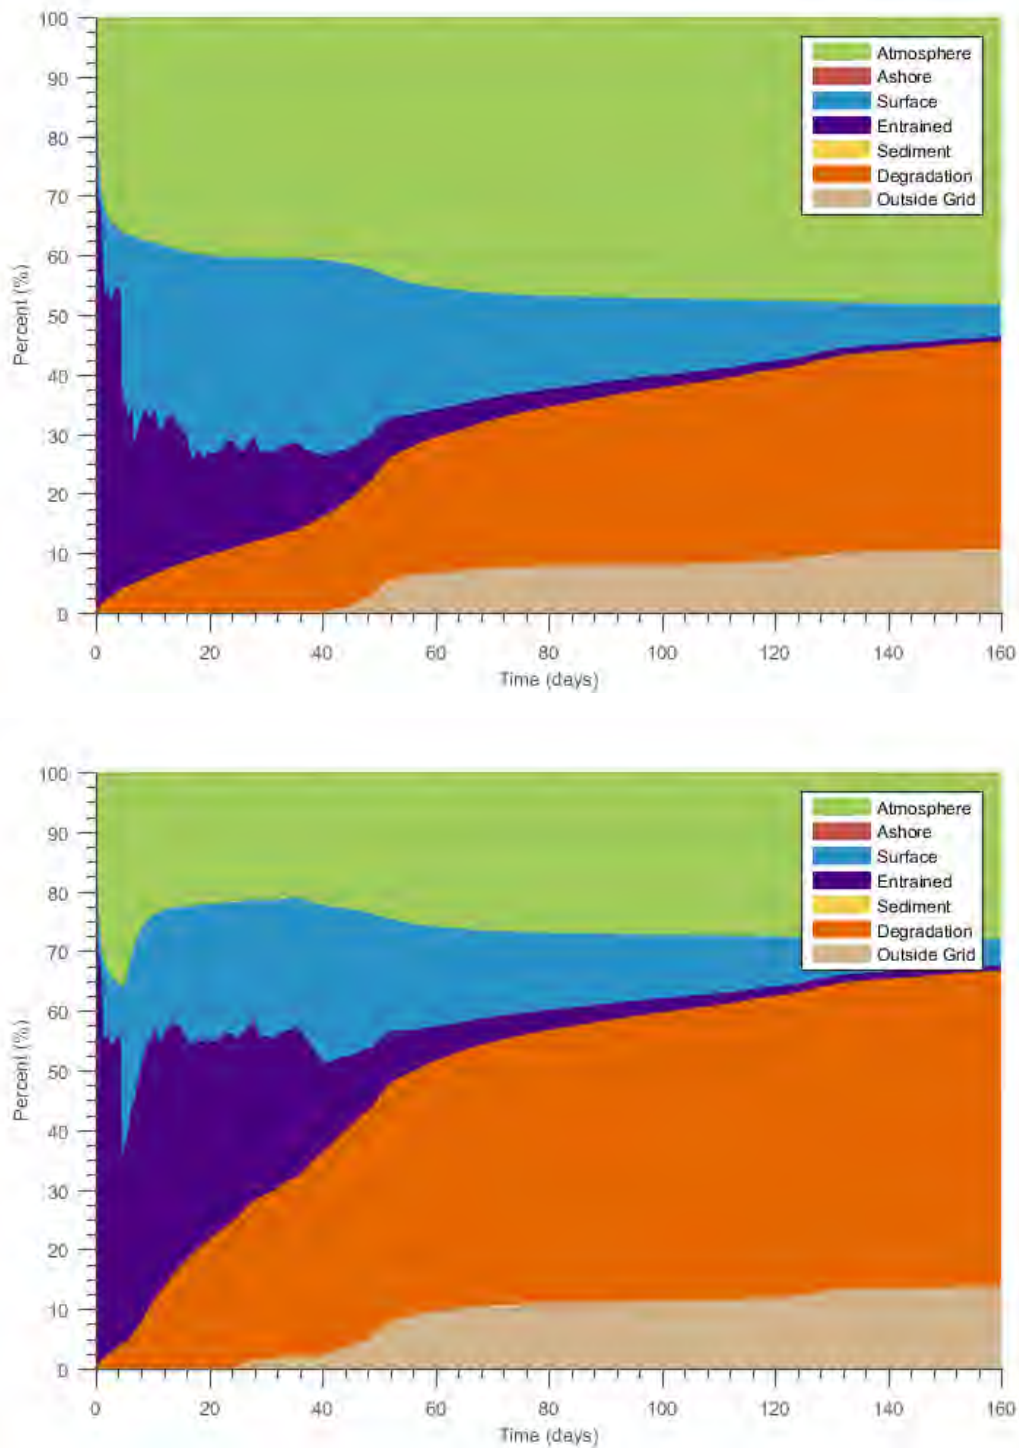 100
90
80
70
60
50
40
30
20
10
0
Percent (%)
0 20 40 60 80 100 120 140 160
Time (days)
Atmosphere
Ashore
Surface
Entrained
Sediment
Degradation
Outside Grid
100
90
80
70
60
50
40
30
20
10
0
Percent (%)
0 20 40 60 80 100 120 140 160
Time (days)
Atmosphere
Ashore
Surface
Entrained
Sediment
Degradation
Outside Grid